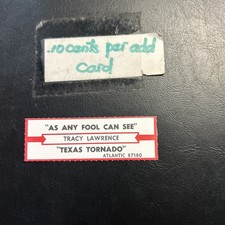 .10 cents per add
card
"AS ANY FOOL CAN SEE"
TRACY LAWRENCE
"TEXAS TORNADO"
ATLANTIC 87180